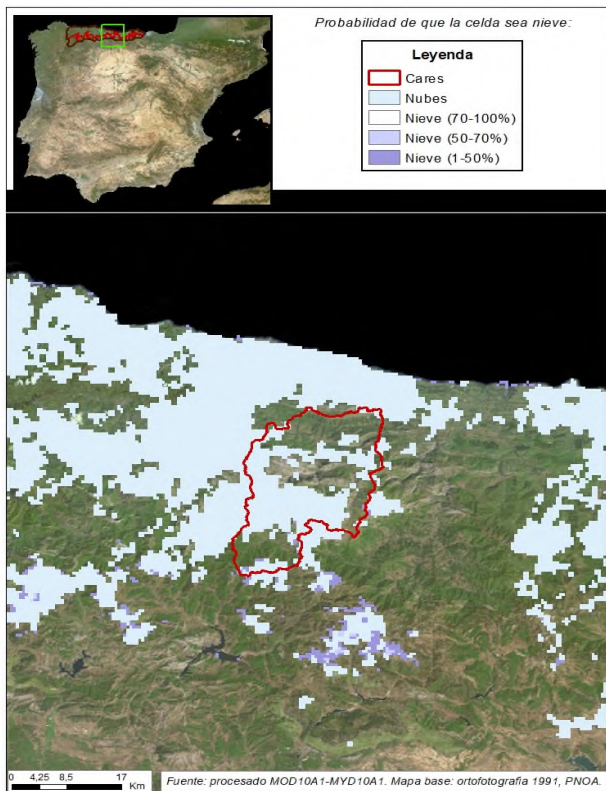 Probabilidad de que la celda sea nieve:
Leyenda
Cares
Nubes
Nieve (70-100%)
Nieve (50-70%)
Nieve (1-50%)
0 4,25 8,5 17
Km
Fuente: procesado MOD10A1-MYD10A1. Mapa base: ortofotografia 1991, PNOA.